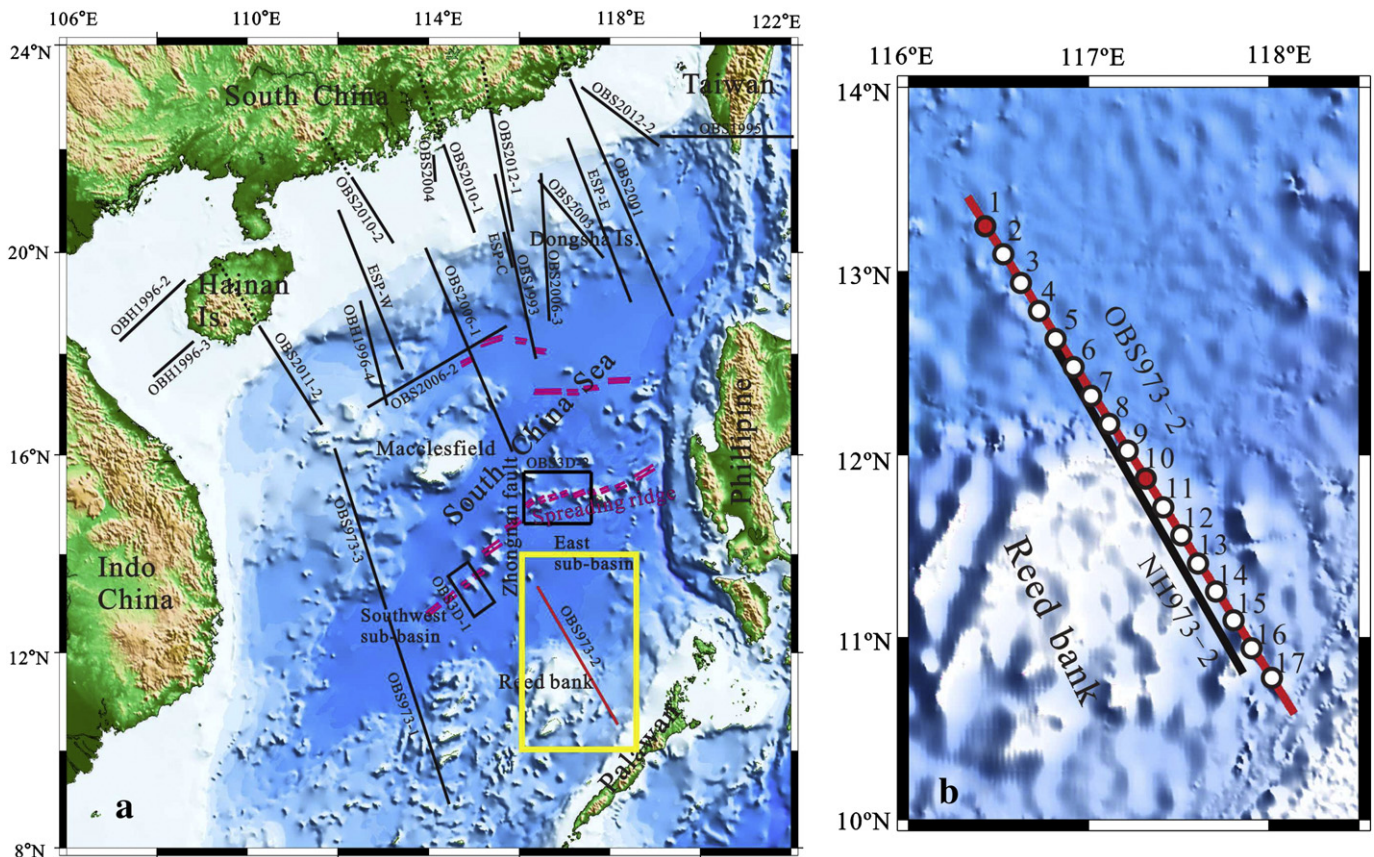 106°E 110°E 114°E 118°E 122°E
24°N
20°N
16°N
12°N
8°N
South China
Taiwan
OBS2012-2
OBS1995
OBS2004
OBS2010-1
OBS2012-1
OBS2010-2
ESP-E
OBS2001
OBS2003
Dongsha Is.
ESP-C
OBS1993
OBS2006-3
ESP-W
OBS2006-1
OBH1996-2
Hainan
Is.
OBH1996-3
OBH1996-4
OBS2011-2
OBS2006-2
South China Sea
Macclesfield
OBS3D-2
Zhongnan fault
Spreading ridge
Philipine
OBS973-3
East
sub-basin
Indo
China
OBS3D-1
Southwest
sub-basin
OBS973-2
Reed bank
OBS973-1
Palawan
a
116°E 117°E 118°E
14°N
13°N
12°N
11°N
10°N
1
2
3
4
5
6
7
8
9
10
11
12
13
14
15
16
17
OBS973-2
NH973-2
Reed bank
b